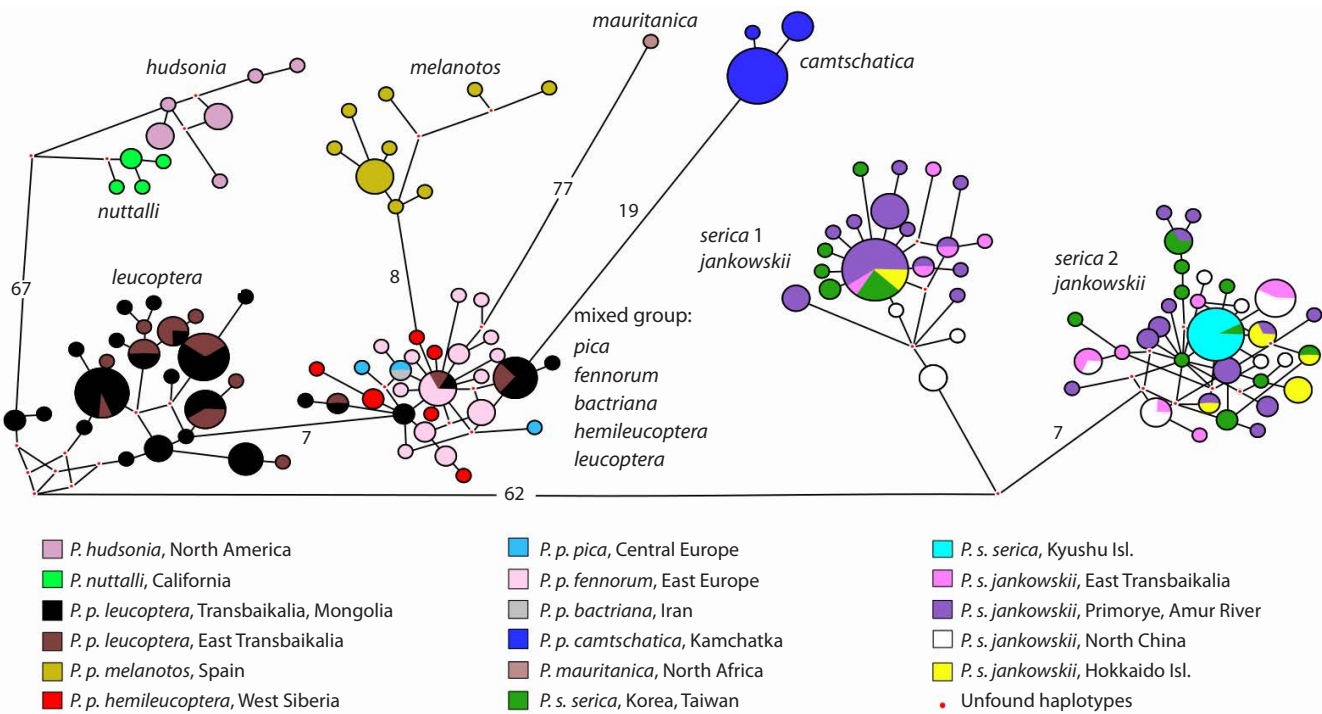 mauritanica
hudsonia
melanotos
camtschatica
77
nuttalli
19
serica 1
jankowskii
serica 2
jankowskii
leucoptera
8
67
mixed group:
pica
fennorum
bactriana
hemileucoptera
leucoptera
7
7
62
P. hudsonia, North America
P. nuttalli, California
P. p. leucoptera, Transbaikalia, Mongolia
P. p. leucoptera, East Transbaikalia
P. p. melanotos, Spain
P. p. hemileucoptera, West Siberia
P. p. pica, Central Europe
P. p. fennorum, East Europe
P. p. bactriana, Iran
P. p. camtschatica, Kamchatka
P. mauritanica, North Africa
P. s. serica, Korea, Taiwan
P. s. serica, Kyushu Isl.
P. s. jankowskii, East Transbaikalia
P. s. jankowskii, Primorye, Amur River
P. s. jankowskii, North China
P. s. jankowskii, Hokkaido Isl.
Unfound haplotypes